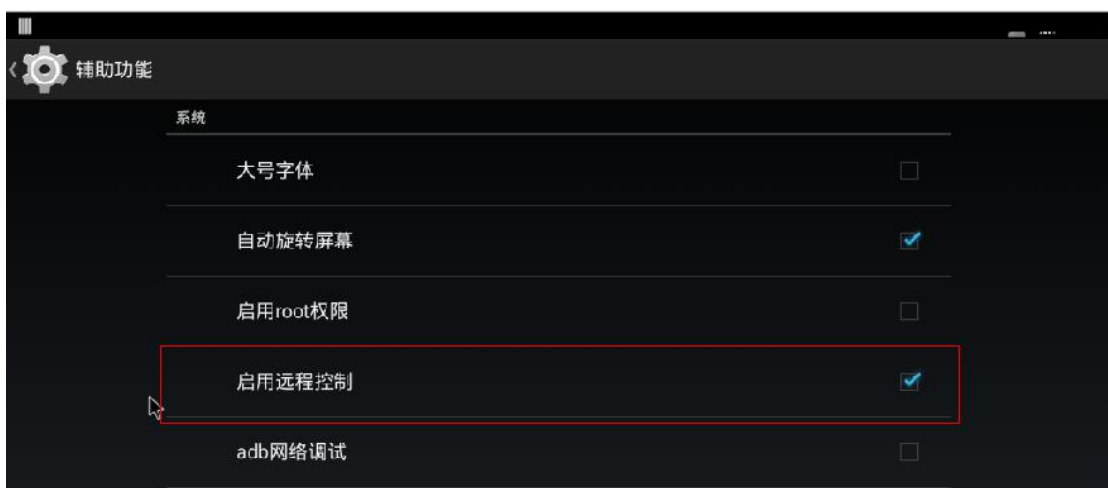 辅助功能
系统
大号字体
自动旋转屏幕
启用root权限
启用远程控制
adb网络调试